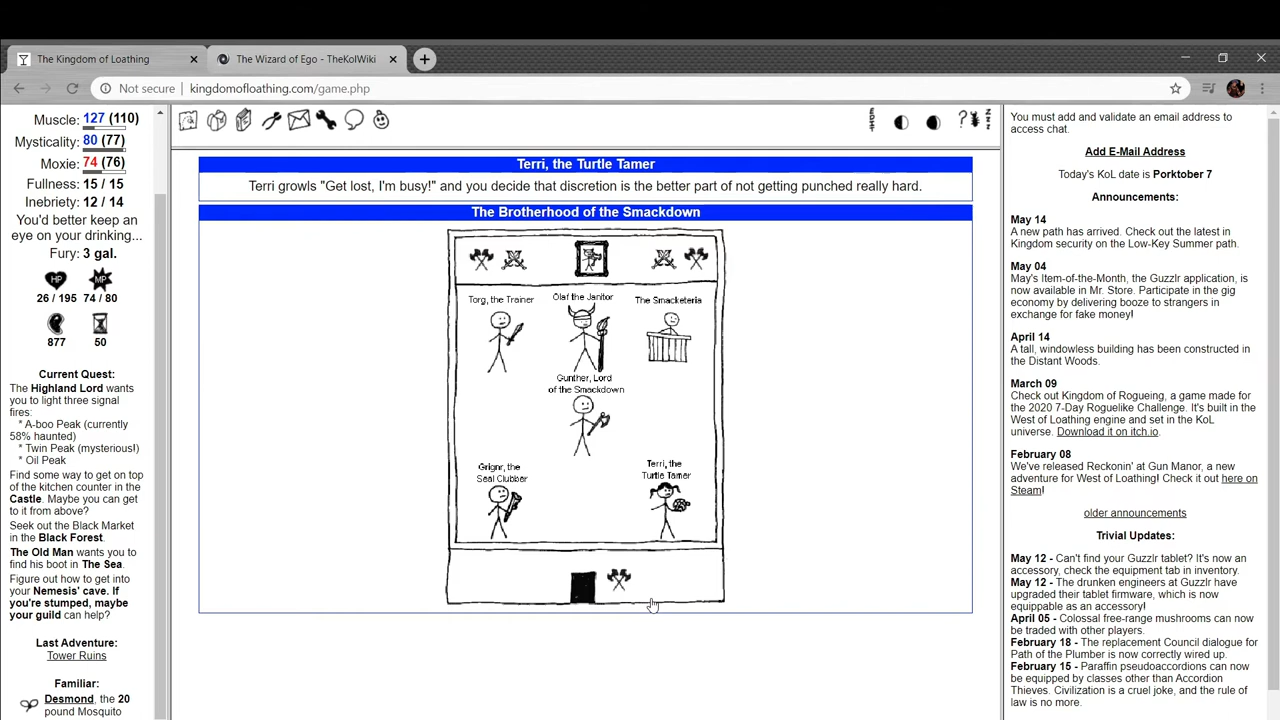 The Kingdom of Loathing
The Wizard of Ego - TheKolWiki
Not secure
kingdomofloathing.com/game.php
Muscle: 127 (110)
Mysticality: 80 (77)
Moxie: 74 (76)
Fullness: 15 / 15
Inebriety: 12 / 14
You'd better keep an
eye on your drinking...
Fury: 3 gal.
HP
MP
26 / 195
74 / 80
877
50
Current Quest:
The Highland Lord wants
you to light three signal
fires:
* A-boo Peak (currently
58% haunted)
* Twin Peak (mysterious!)
* Oil Peak
Find some way to get on top
of the kitchen counter in the
Castle. Maybe you can get
to it from above?
Seek out the Black Market
in the Black Forest.
The Old Man wants you to
find his boot in The Sea.
Figure out how to get into
your Nemesis' cave. If
you're stumped, maybe
your guild can help?
Last Adventure:
Tower Ruins
Familiar:
Desmond, the 20
pound Mosquito
EDIT
?
ZZZ
Terri, the Turtle Tamer
Terri growls "Get lost, I'm busy!" and you decide that discretion is the better part of not getting punched really hard.
The Brotherhood of the Smackdown
Torg, the Trainer
Olaf the Janitor
The Smacketeria
Gunther, Lord
of the Smackdown
Grignr, the
Seal Clubber
Terri, the
Turtle Tamer
You must add and validate an email address to
access chat.
Add E-Mail Address
Today's KoL date is Porktober 7
Announcements:
May 14
A new path has arrived. Check out the latest in
Kingdom security on the Low-Key Summer path.
May 04
May's Item-of-the-Month, the Guzzlr application, is
now available in Mr. Store. Participate in the gig
economy by delivering booze to strangers in
exchange for fake money!
April 14
A tall, windowless building has been constructed in
the Distant Woods.
March 09
Check out Kingdom of Rogueing, a game made for
the 2020 7-Day Roguelike Challenge. It's built in the
West of Loathing engine and set in the KoL
universe. Download it on itch.io.
February 08
We've released Reckonin' at Gun Manor, a new
adventure for West of Loathing! Check it out here on
Steam!
older announcements
Trivial Updates:
May 12 - Can't find your Guzzlr tablet? It's now an
accessory, check the equipment tab in inventory.
May 12 - The drunken engineers at Guzzlr have
upgraded their tablet firmware, which is now
equippable as an accessory!
April 05 - Colossal free-range mushrooms can now
be traded with other players.
February 18 - The replacement Council dialogue for
Path of the Plumber is now correctly wired up.
February 15 - Paraffin pseudoaccordions can now
be equipped by classes other than Accordion
Thieves. Civilization is a cruel joke, and the rule of
law is no more.